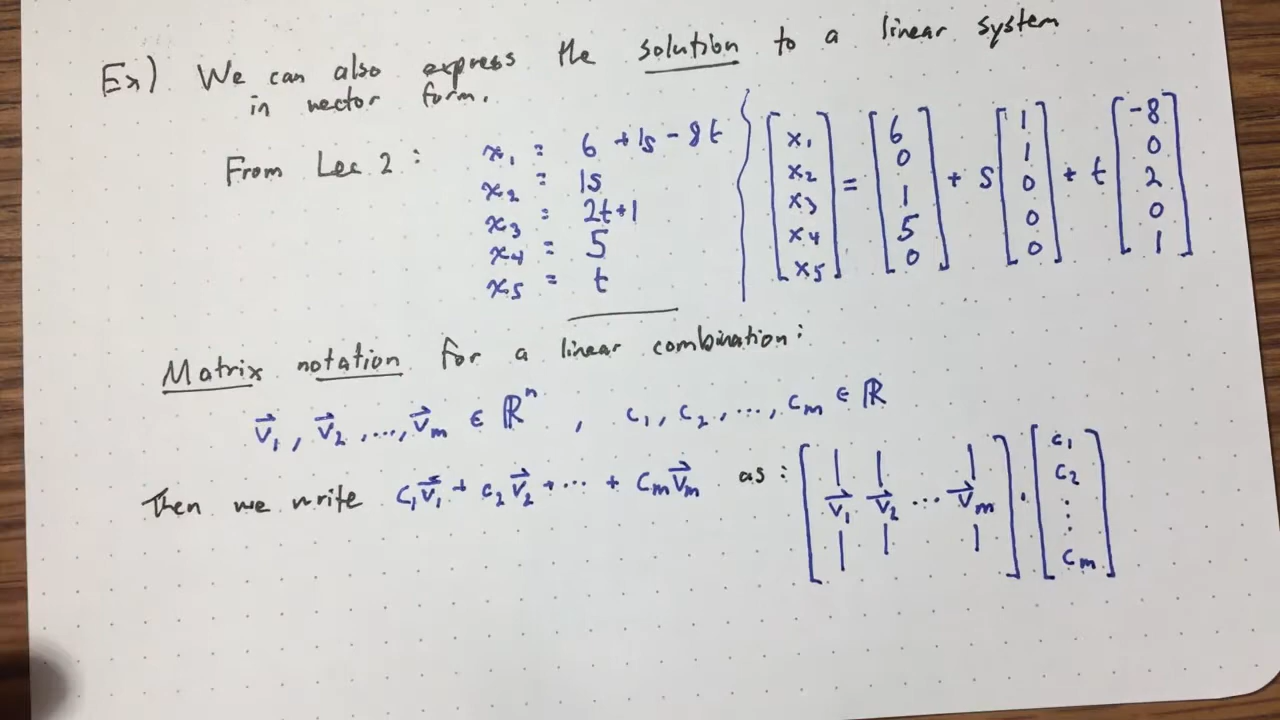 Ex) We can also express the solution to a linear system
in vector form.
From Lec 2: x₁ = 6 + 1s - 8t
x₂ = 1s
x₃ = 2t+1
x₄ = 5
x₅ = t
[x₁ x₂ x₃ x₄ x₅] = [6 0 1 5 0] + s [1 1 0 0 0] + t [-8 0 2 0 1]
Matrix notation for a linear combination:
v⃗₁, v⃗₂, ..., v⃗ₘ ∈ ℝⁿ , c₁, c₂, ..., cₘ ∈ ℝ
Then we write c₁v⃗₁ + c₂v⃗₂ + ... + cₘv⃗ₘ as: [v⃗₁ v⃗₂ ... v⃗ₘ] · [c₁ c₂ ⋮ cₘ]